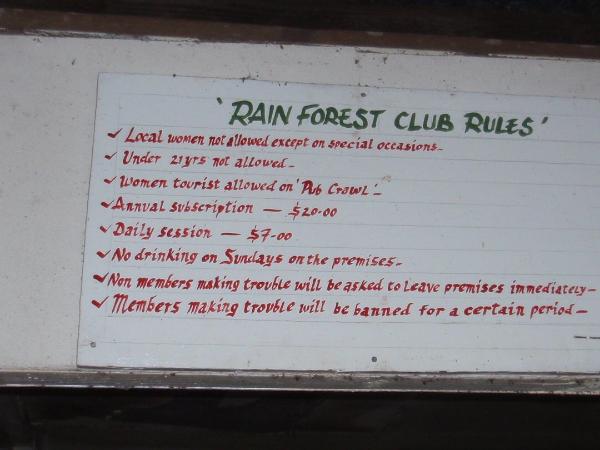 'RAIN FOREST CLUB RULES'
✓ Local women not allowed except on special occasions-
✓ Under 21yrs not allowed-
✓ Women tourist allowed on 'Pub Crawl'-
✓ Annual subscription — $20-00
✓ Daily session — $7-00
✓ No drinking on Sundays on the premises-
✓ Non members making trouble will be asked to Leave premises immediately-
✓ Members making trouble will be banned for a certain period-